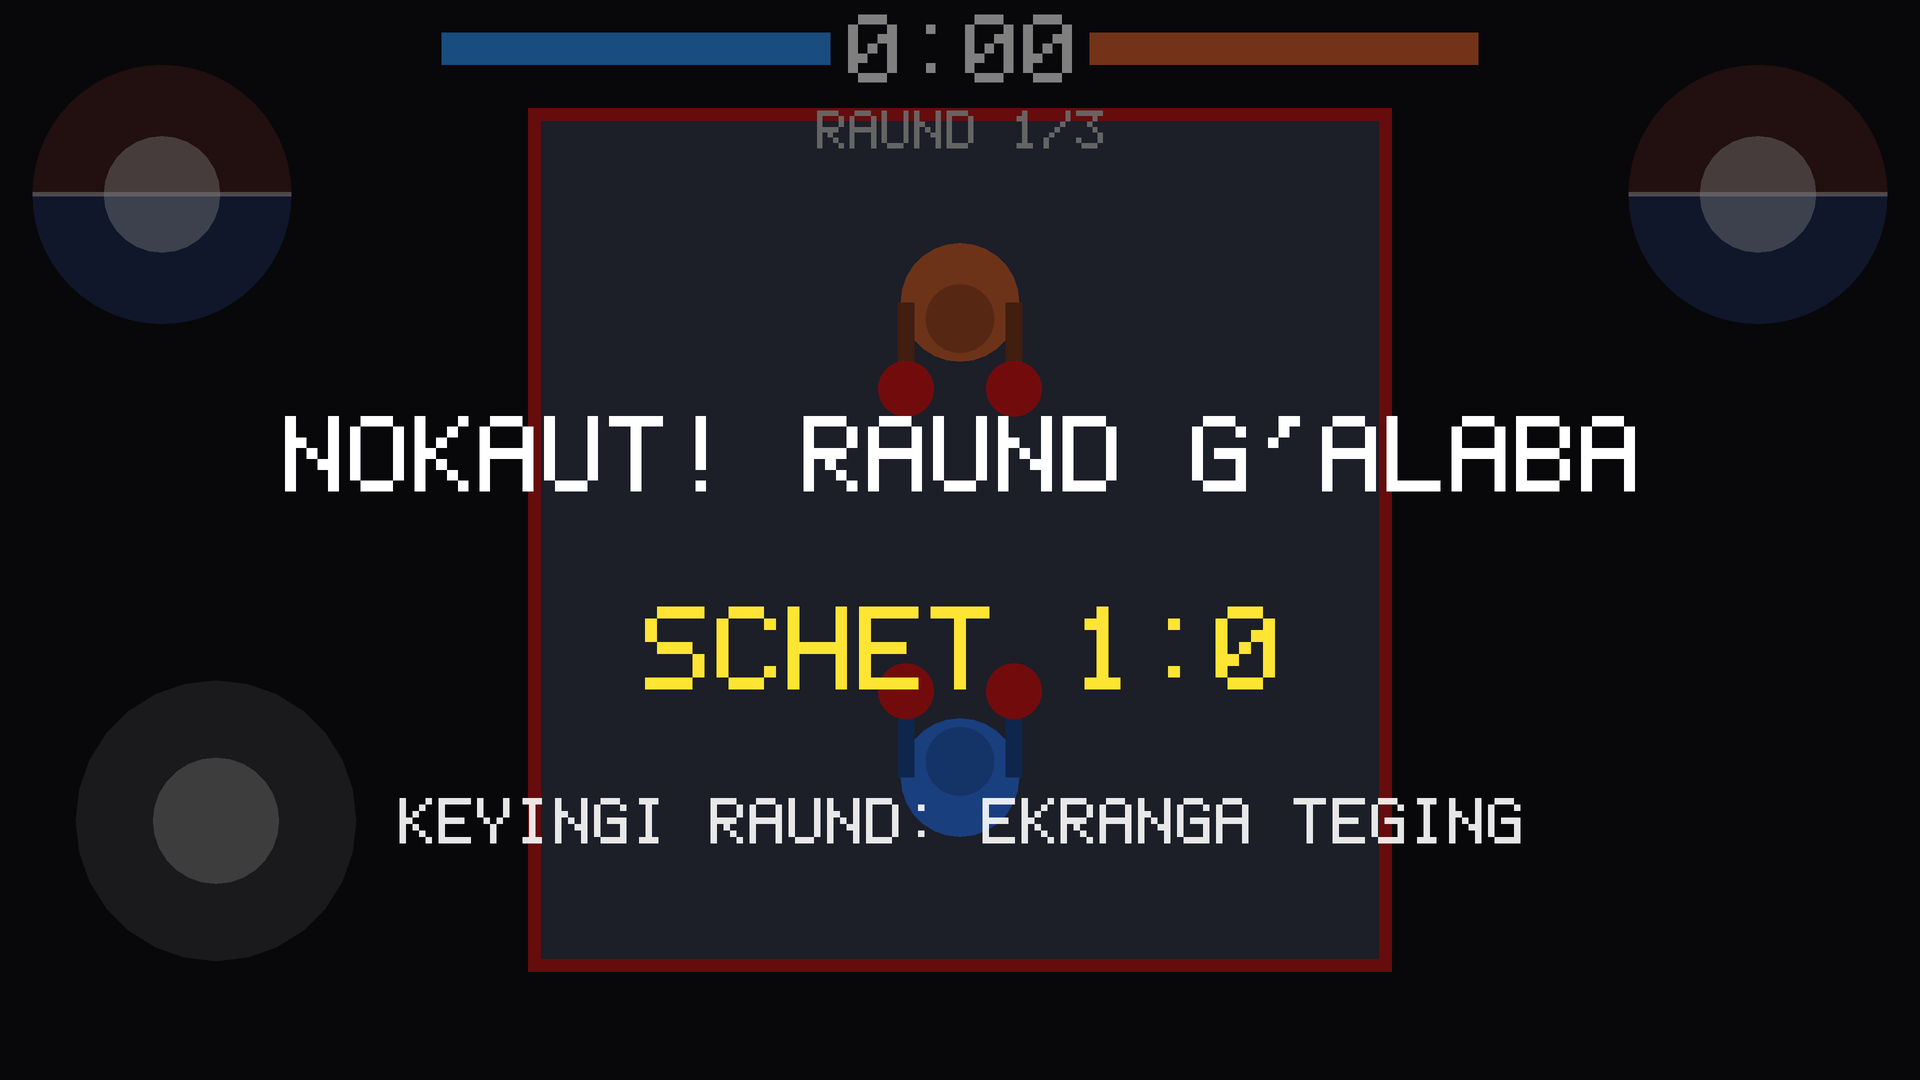 0:00
RAUND 1/3
NOKAUT! RAUND G'ALABA
SCHET 1:0
KEYINGI RAUND: EKRANGA TEGING